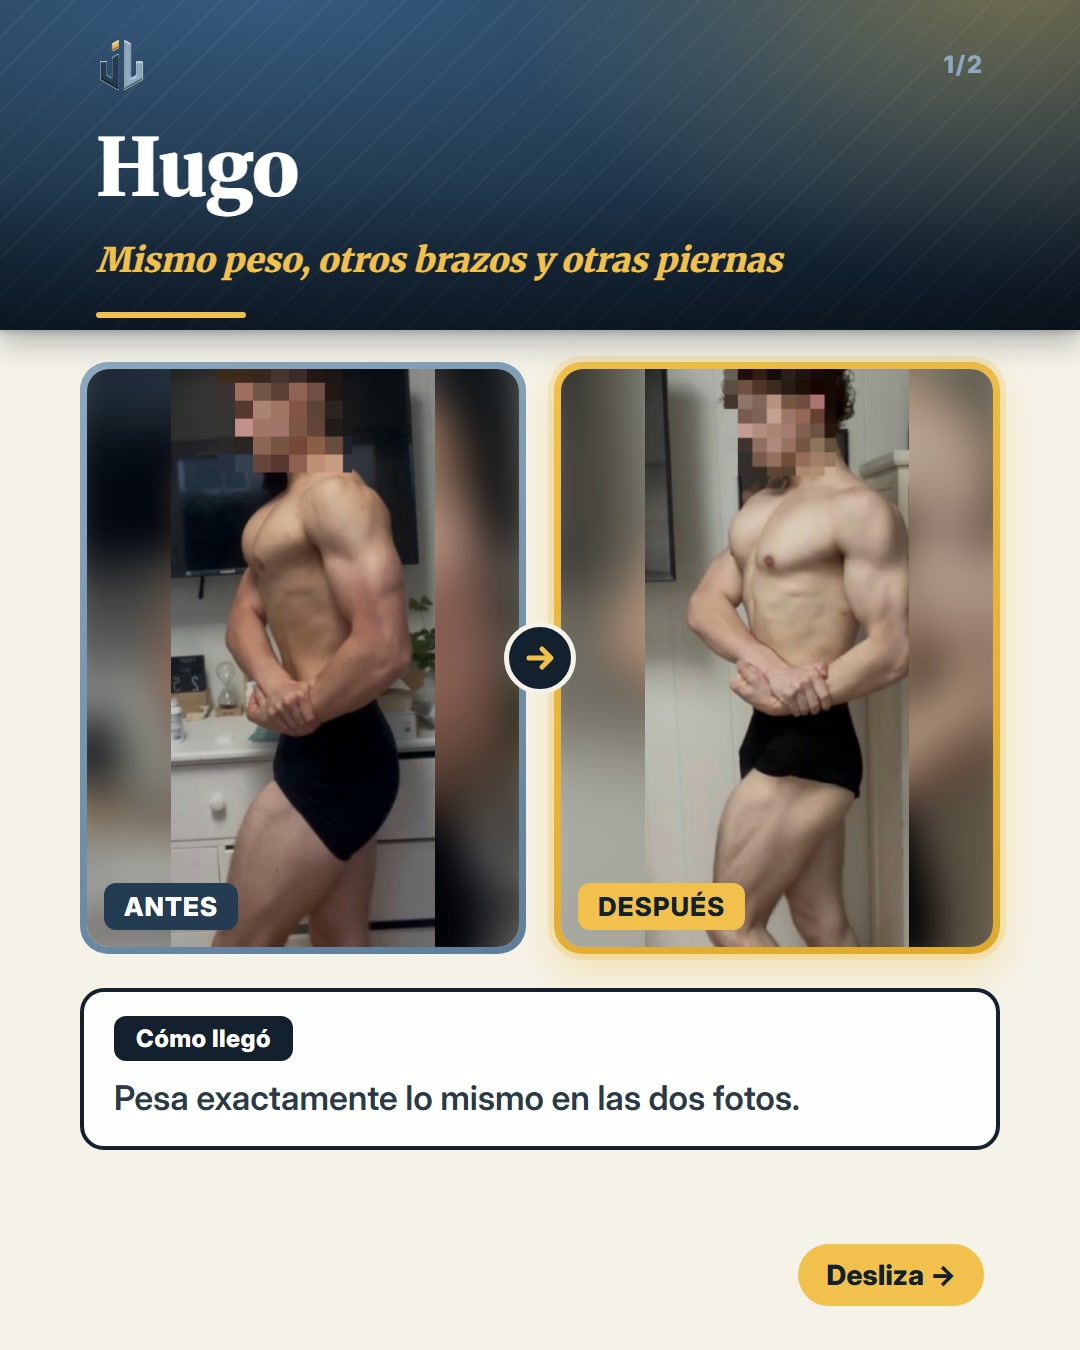 1/2
Hugo
Mismo peso, otros brazos y otras piernas
ANTES
DESPUÉS
Cómo llegó
Pesa exactamente lo mismo en las dos fotos.
Desliza →